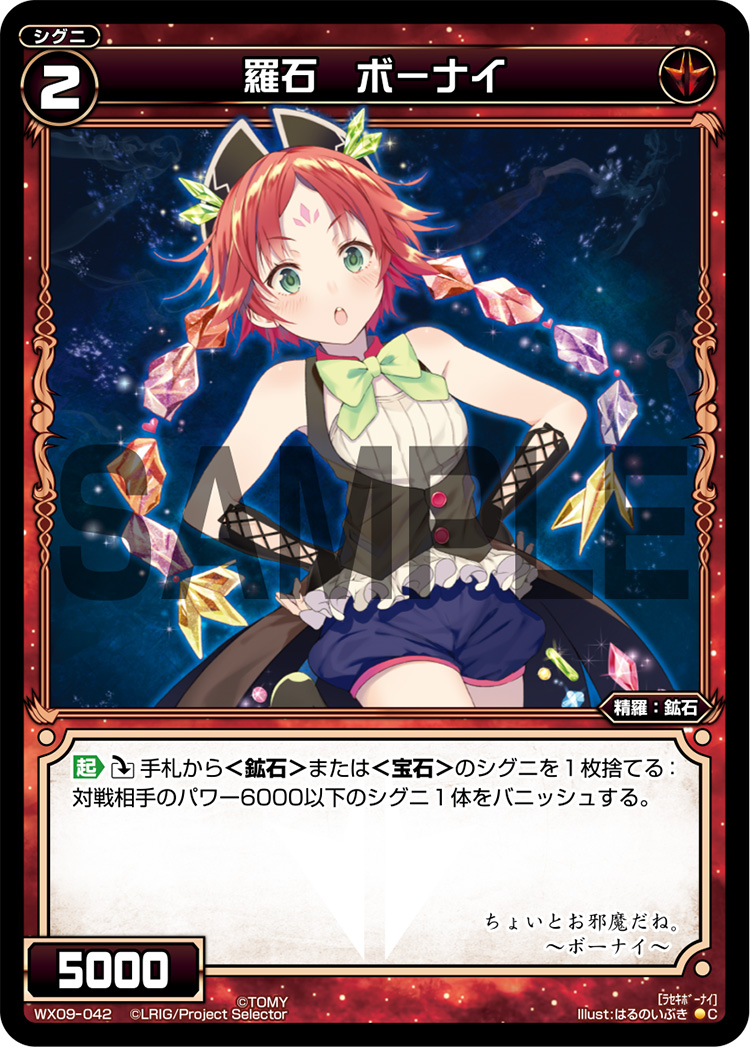 シグニ
2
羅石 ボーナイ
SAMPLE
精羅：鉱石
起 手札から＜鉱石＞または＜宝石＞のシグニを１枚捨てる：
対戦相手のパワー6000以下のシグニ１体をバニッシュする。
ちょいとお邪魔だね。
～ボーナイ～
5000
©TOMY
[ラセキボーナイ]
WX09-042 ©LRIG/Project Selector
Illust:はるのいぶき C